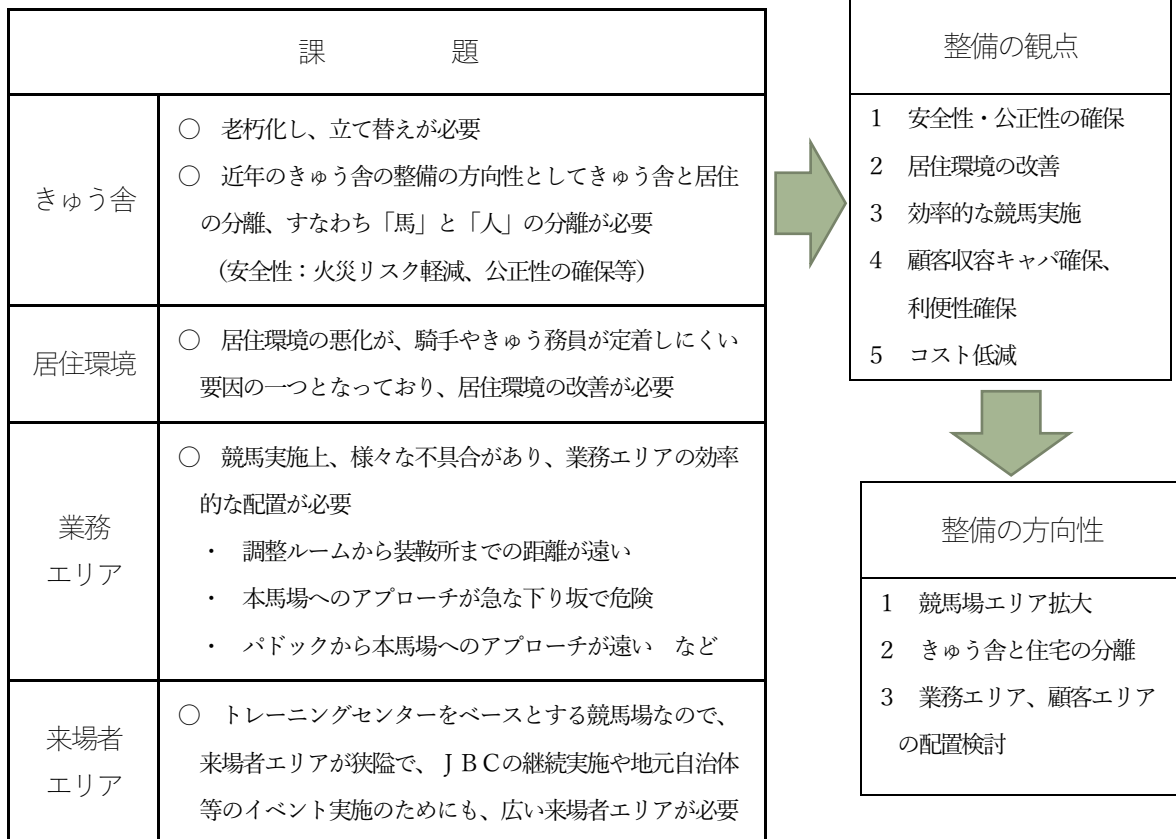 課題
きゅう舎
○ 老朽化し、立て替えが必要
○ 近年のきゅう舎の整備の方向性としてきゅう舎と居住
の分離、すなわち「馬」と「人」の分離が必要
（安全性：火災リスク軽減、公正性の確保等）
居住環境
○ 居住環境の悪化が、騎手やきゅう務員が定着しにくい
要因の一つとなっており、居住環境の改善が必要
業務
エリア
○ 競馬実施上、様々な不具合があり、業務エリアの効率
的な配置が必要
・ 調整ルームから装鞍所までの距離が遠い
・ 本馬場へのアプローチが急な下り坂で危険
・ パドックから本馬場へのアプローチが遠い など
来場者
エリア
○ トレーニングセンターをベースとする競馬場なので、
来場者エリアが狭隘で、ＪＢＣの継続実施や地元自治体
等のイベント実施のためにも、広い来場者エリアが必要
整備の観点
1 安全性・公正性の確保
2 居住環境の改善
3 効率的な競馬実施
4 顧客収容キャパ確保、
利便性確保
5 コスト低減
整備の方向性
1 競馬場エリア拡大
2 きゅう舎と住宅の分離
3 業務エリア、顧客エリア
の配置検討